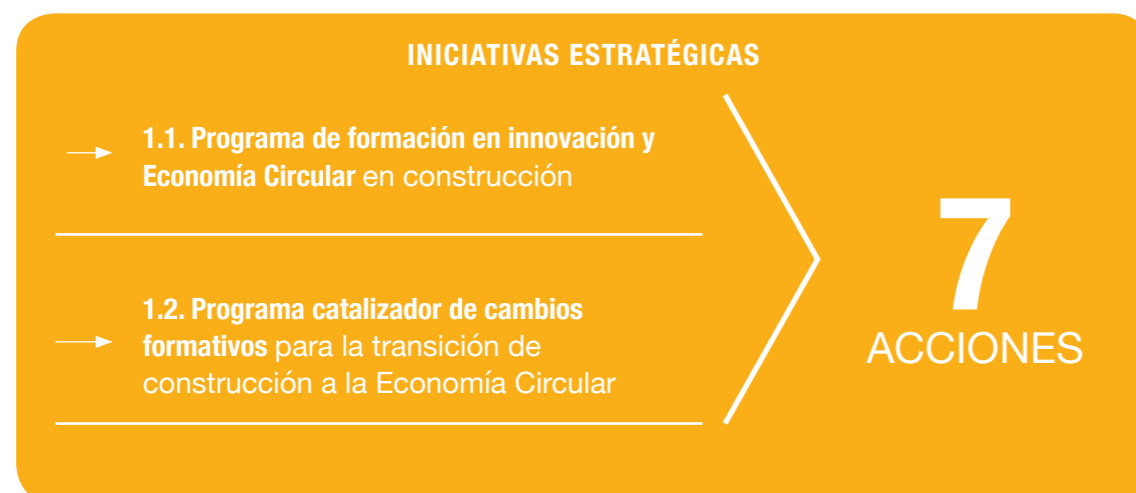 INICIATIVAS ESTRATÉGICAS
1.1. Programa de formación en innovación y
Economía Circular en construcción
1.2. Programa catalizador de cambios
formativos para la transición de
construcción a la Economía Circular
7
ACCIONES